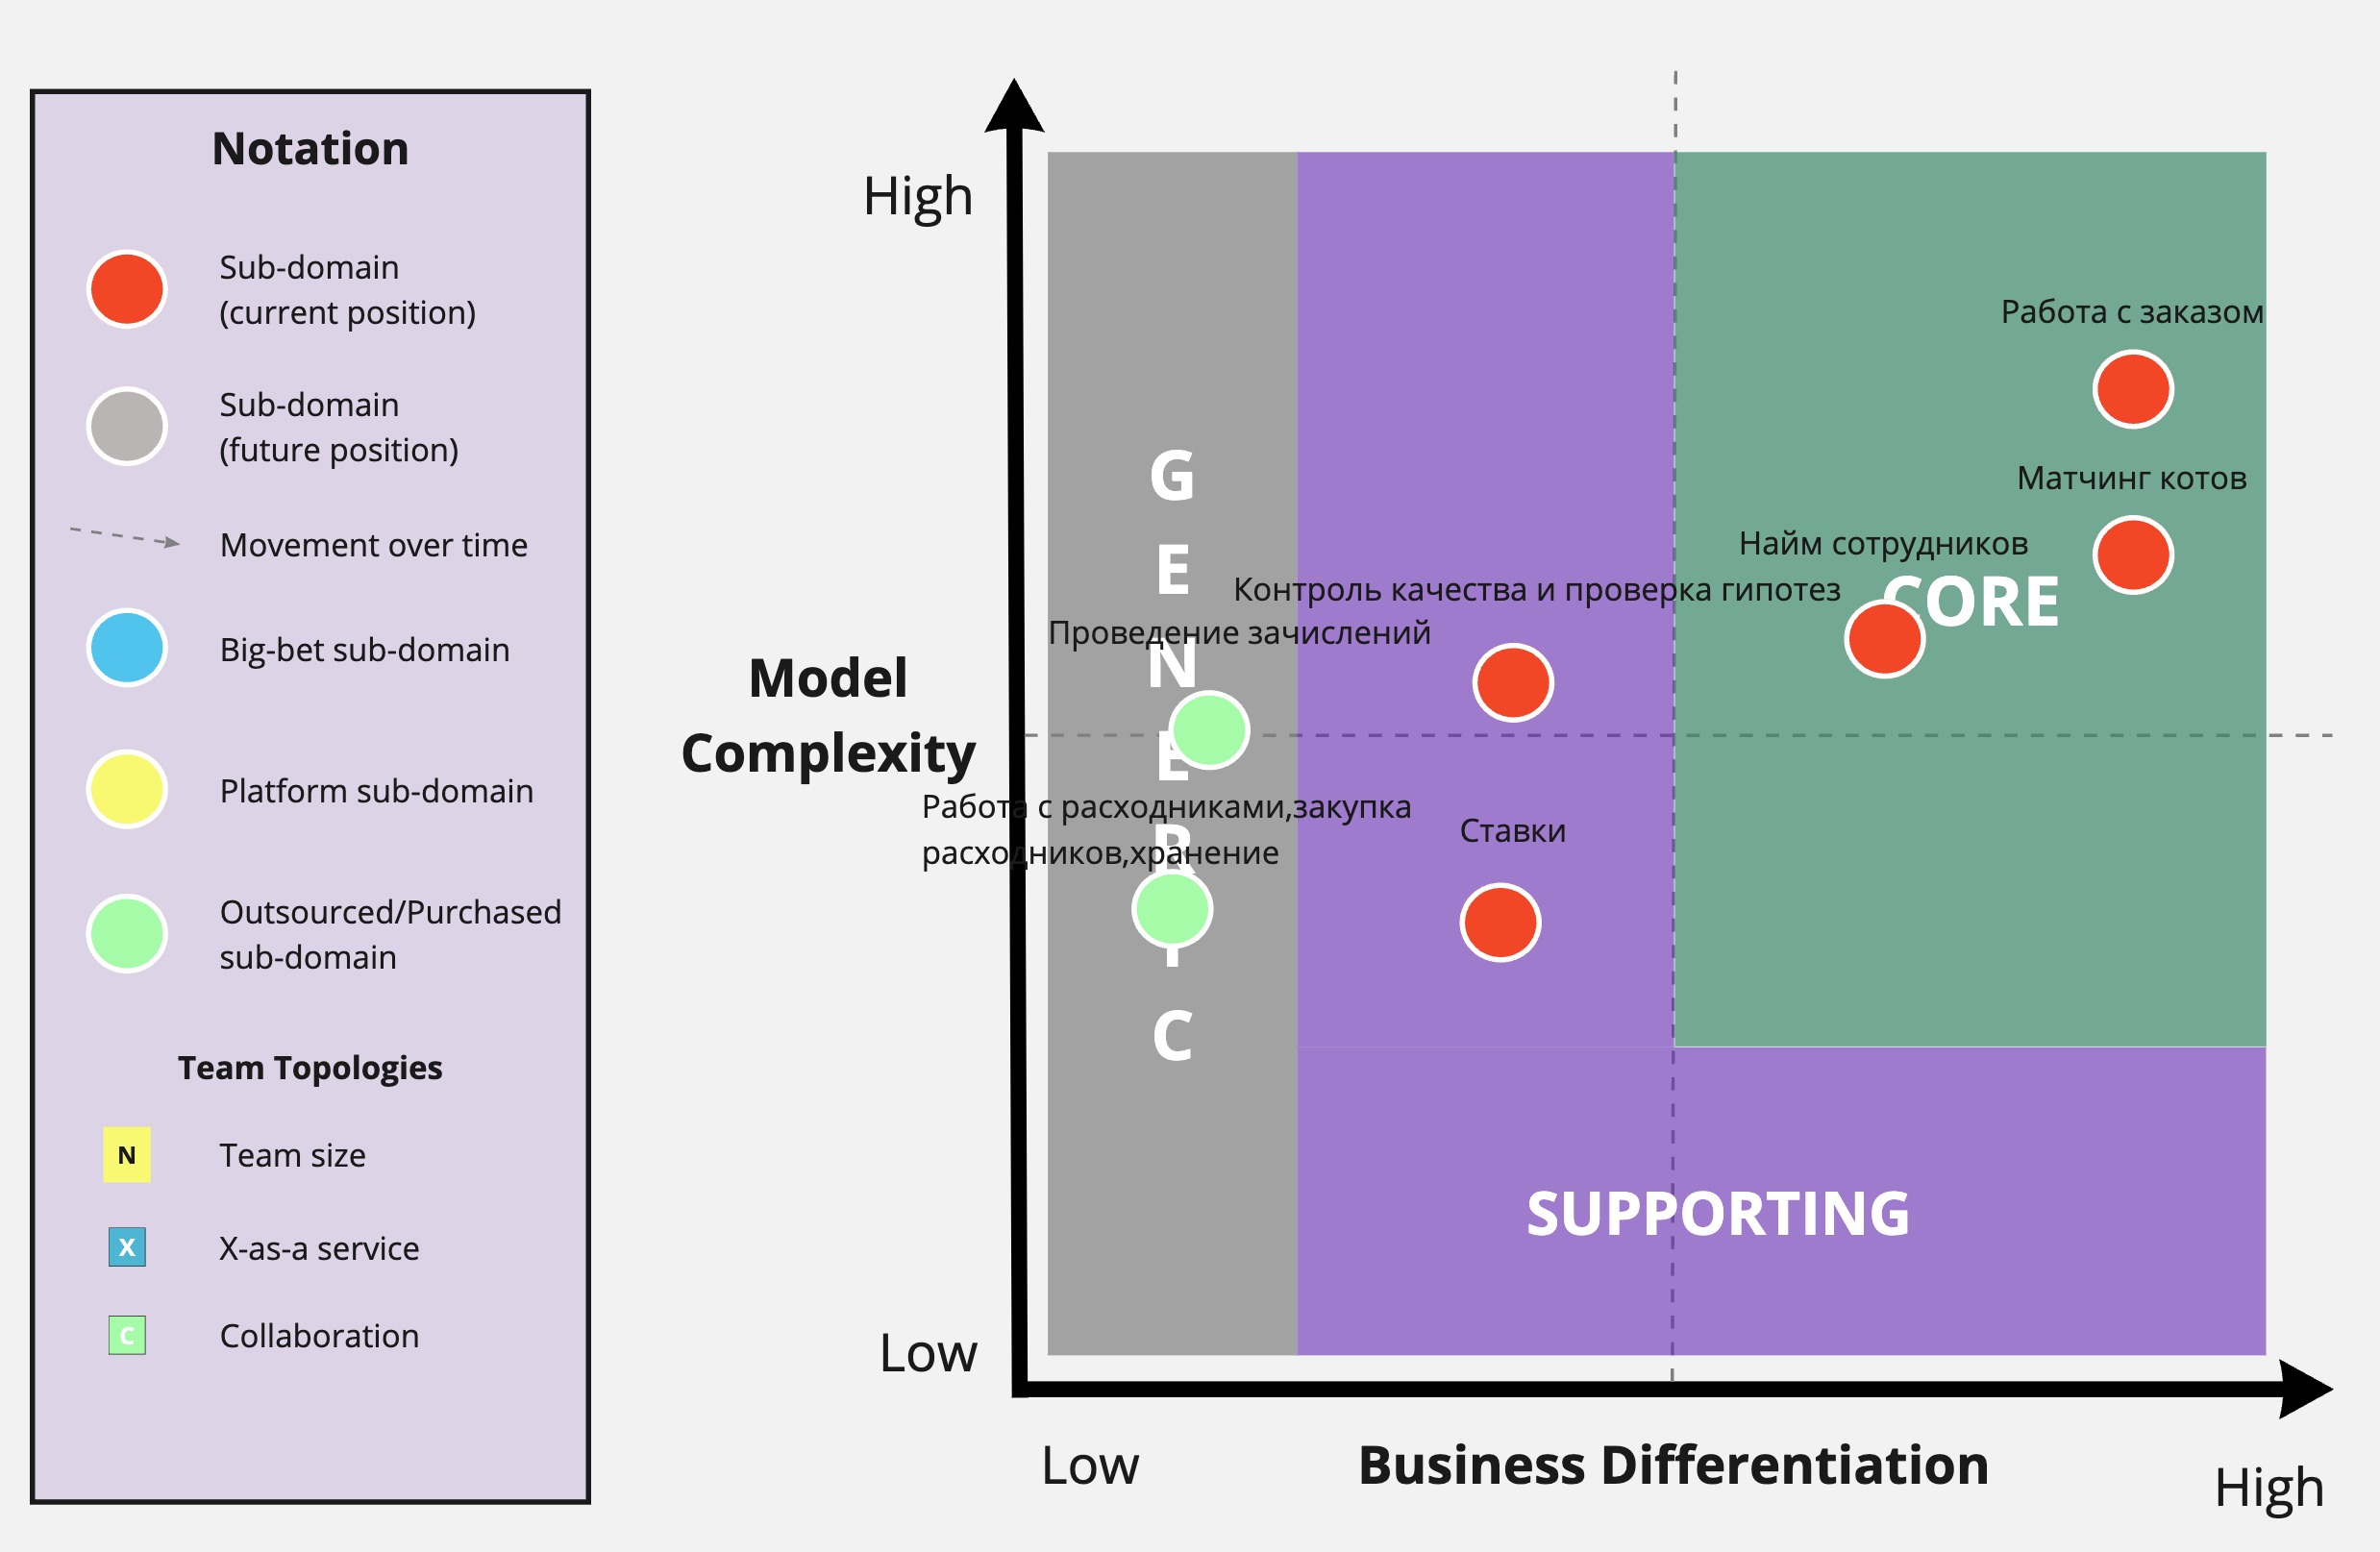 Notation
Sub-domain
(current position)
Sub-domain
(future position)
Movement over time
Big-bet sub-domain
Platform sub-domain
Outsourced/Purchased
sub-domain
Team Topologies
N
Team size
X
X-as-a service
C
Collaboration
High
Model
Complexity
Low
G
E
N
E
R
I
C
Работа с заказом
Матчинг котов
Найм сотрудников
CORE
Контроль качества и проверка гипотез
Проведение зачислений
Работа с расходниками,закупка
расходников,хранение
Ставки
SUPPORTING
Low
Business Differentiation
High